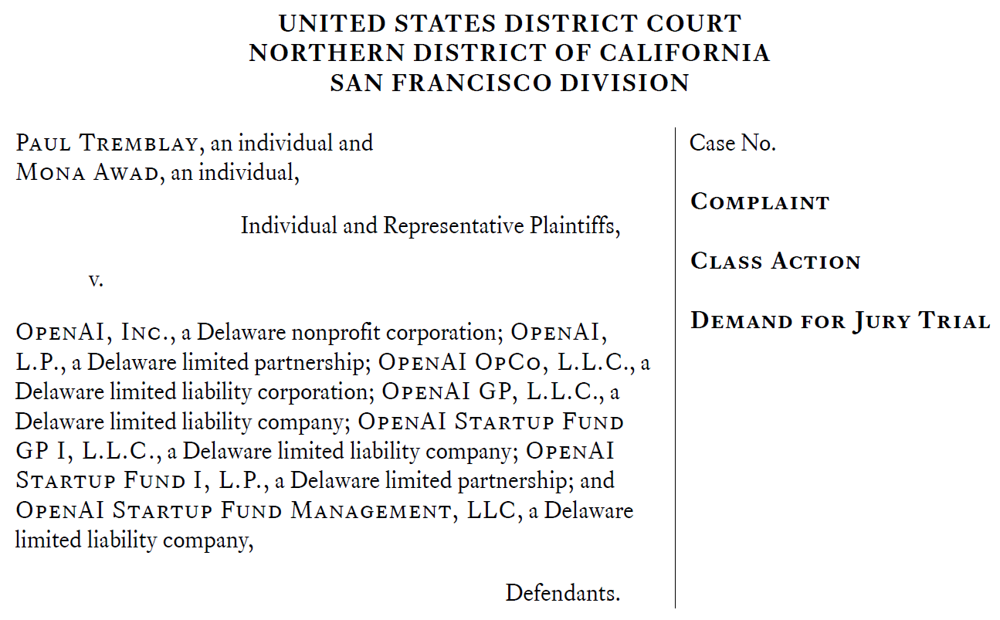 UNITED STATES DISTRICT COURT
NORTHERN DISTRICT OF CALIFORNIA
SAN FRANCISCO DIVISION
Paul Tremblay, an individual and
Mona Awad, an individual,
Individual and Representative Plaintiffs,
v.
OpenAI, Inc., a Delaware nonprofit corporation; OpenAI,
L.P., a Delaware limited partnership; OpenAI OpCo, L.L.C., a
Delaware limited liability corporation; OpenAI GP, L.L.C., a
Delaware limited liability company; OpenAI Startup Fund
GP I, L.L.C., a Delaware limited liability company; OpenAI
Startup Fund I, L.P., a Delaware limited partnership; and
OpenAI Startup Fund Management, LLC, a Delaware
limited liability company,
Defendants.
Case No.
Complaint
Class Action
Demand for Jury Trial